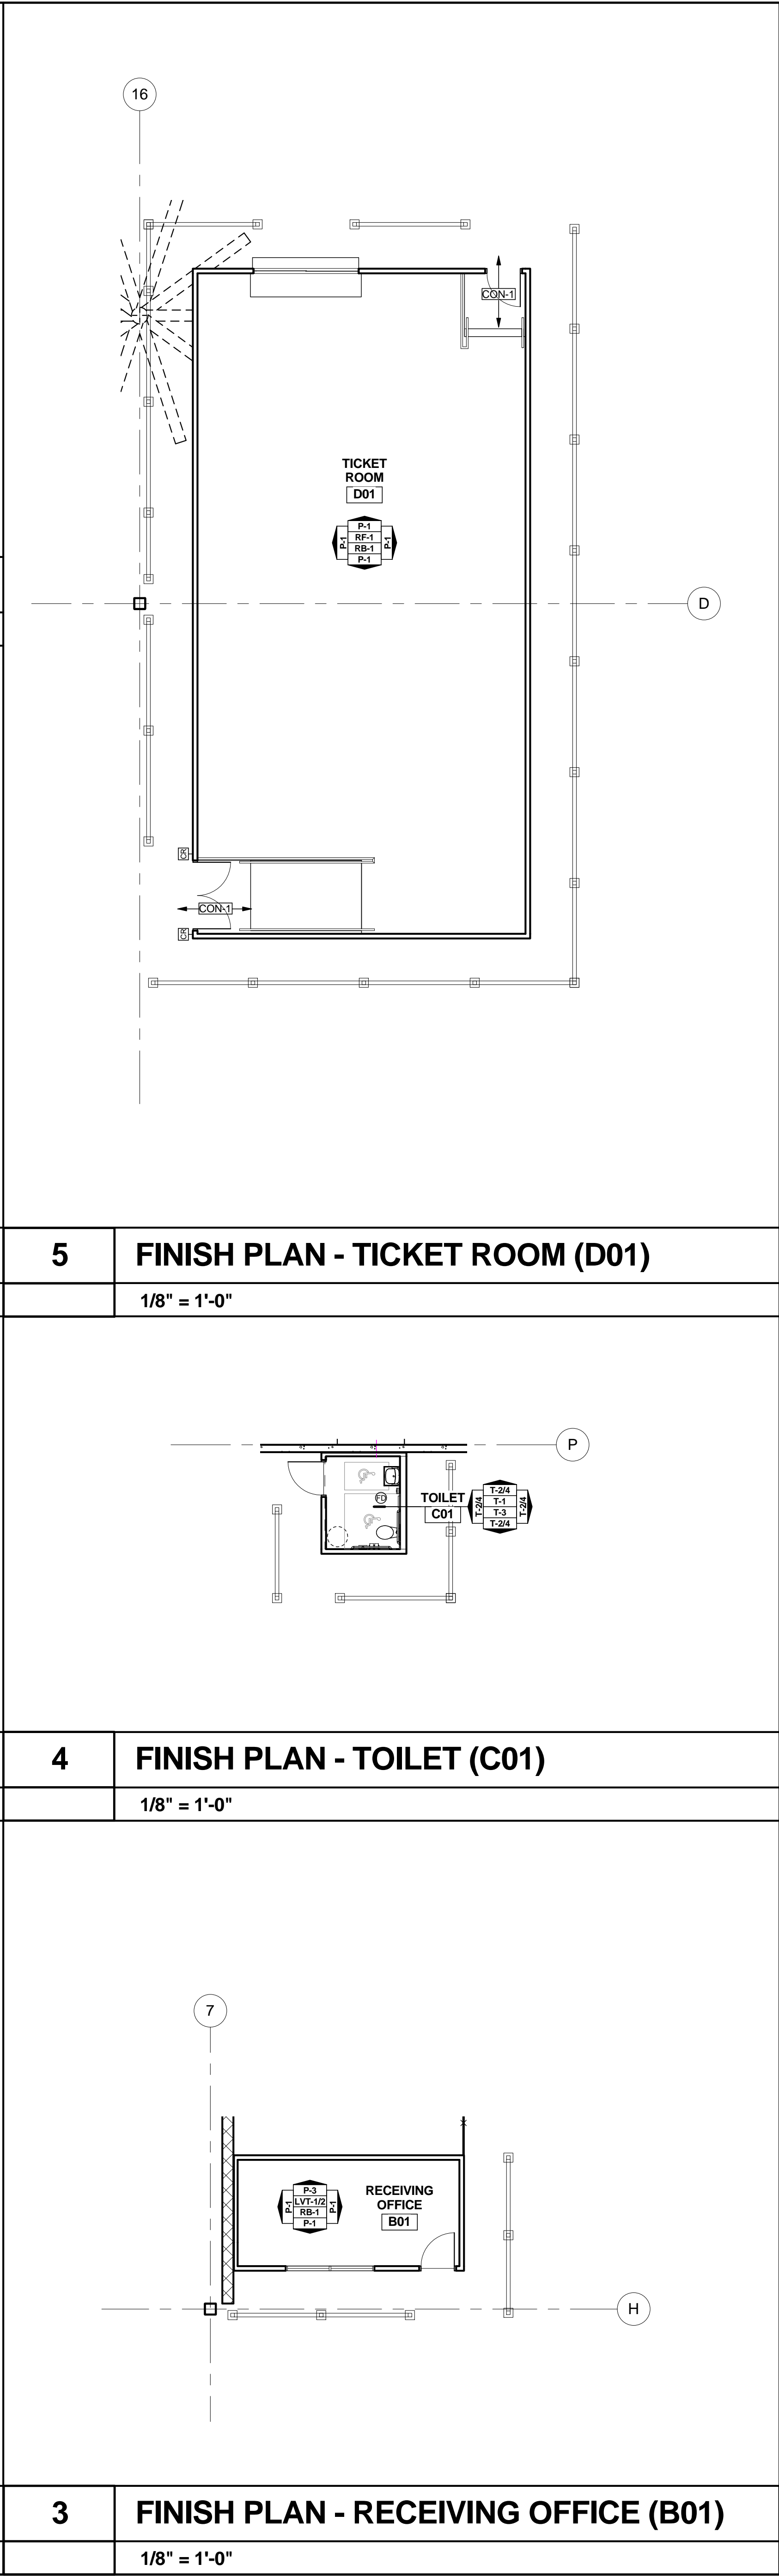 16
CON-1
TICKET
ROOM
D01
P-1
P-1
RF-1
P-1
RB-1
P-1
D
CR
CON-1
CR
5
FINISH PLAN - TICKET ROOM (D01)
1/8" = 1'-0"
P
FD
TOILET
C01
T-2/4
T-2/4
T-1
T-2/4
T-3
T-2/4
4
FINISH PLAN - TOILET (C01)
1/8" = 1'-0"
7
P-3
P-1
LVT-1/2
P-1
RB-1
P-1
RECEIVING
OFFICE
B01
H
3
FINISH PLAN - RECEIVING OFFICE (B01)
1/8" = 1'-0"